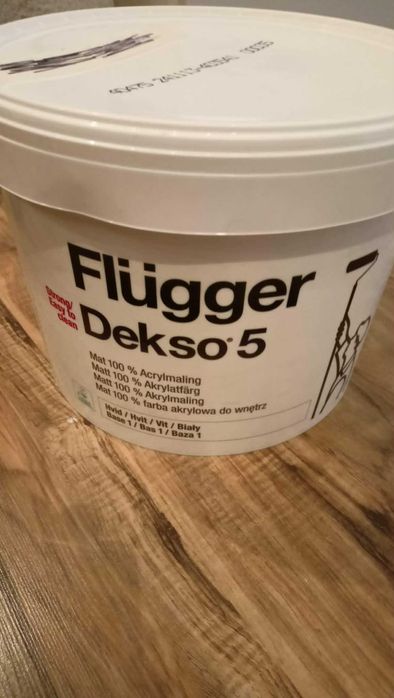 Flügger
Dekso® 5
Strong/
Easy to
clean
Mat 100 % Acrylmaling
Matt 100 % Akrylatfärg
Matt 100 % Akrylmaling
Mat 100 % farba akrylowa do wnętrz
Hvid / Hvit / Vit / Biały
Base 1 / Bas 1 / Baza 1